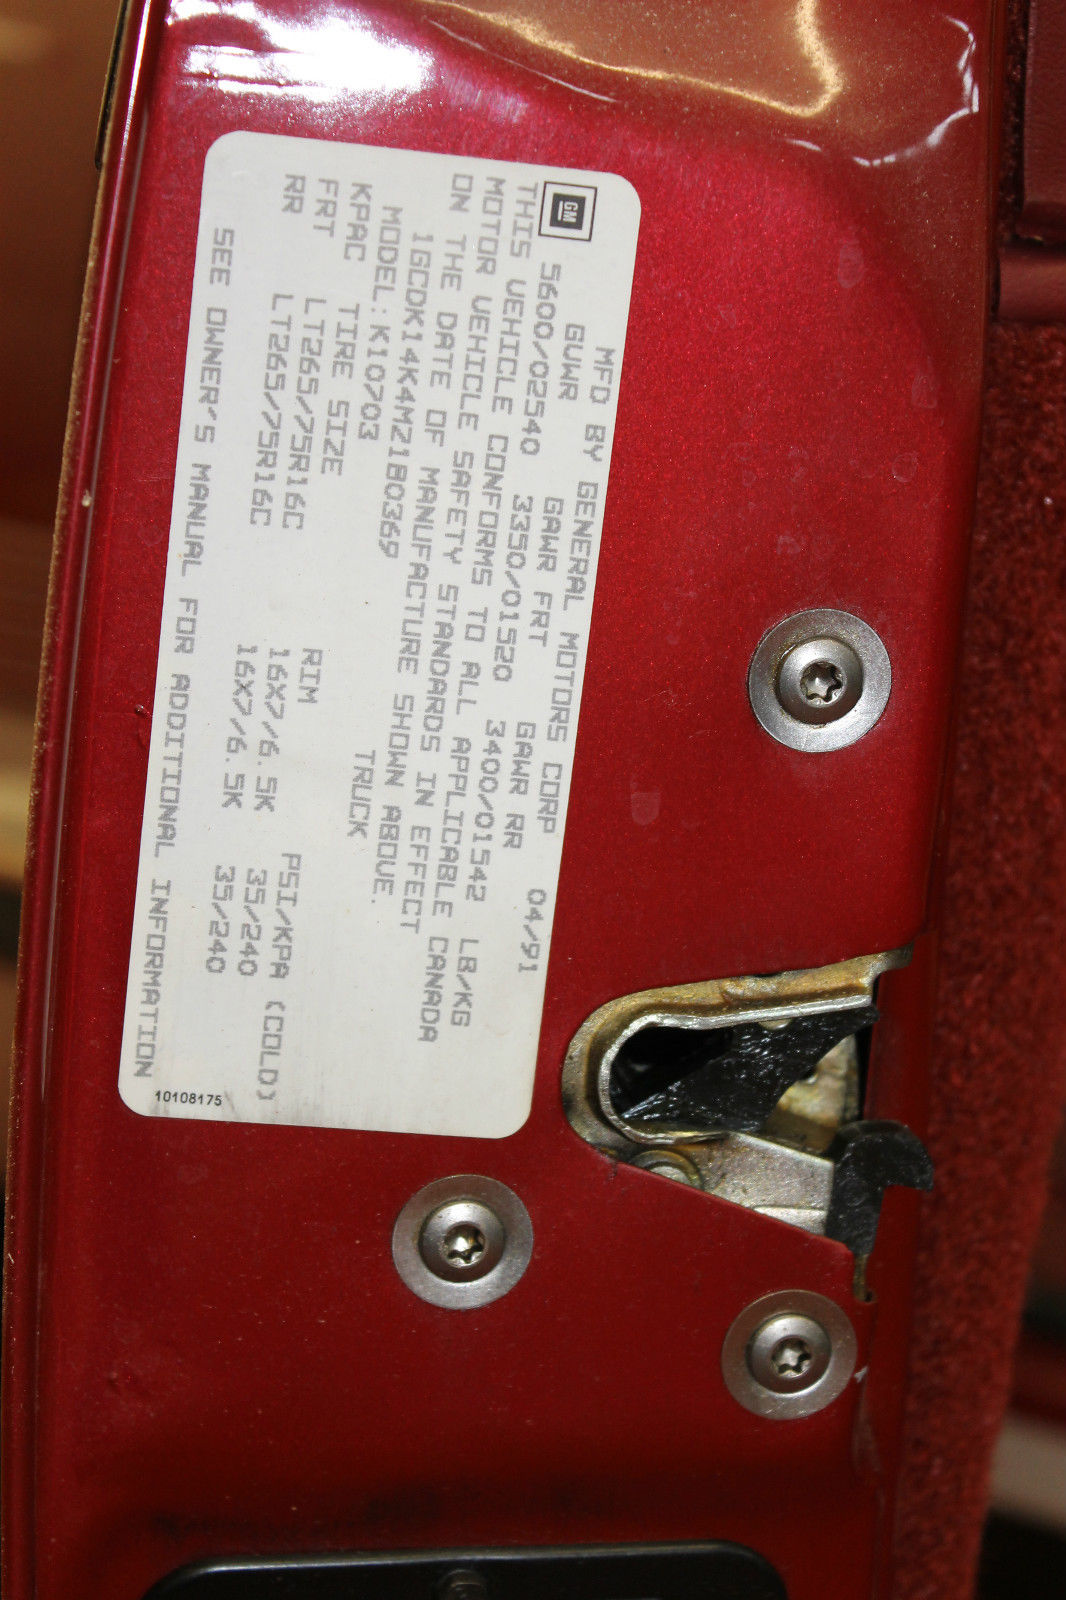 GM
MFD BY GENERAL MOTORS CORP 04/91
GVWR GAWR FRT GAWR RR
5600/02540 3350/01520 3400/01542 LB/KG
THIS VEHICLE CONFORMS TO ALL APPLICABLE CANADA
MOTOR VEHICLE SAFETY STANDARDS IN EFFECT
ON THE DATE OF MANUFACTURE SHOWN ABOVE.
1GCDK14K4MZ180369 TRUCK
MODEL:K10703
KPAC TIRE SIZE RIM PSI/KPA (COLD)
FRT LT265/75R16C 16X7/6.5K 35/240
RR LT265/75R16C 16X7/6.5K 35/240
SEE OWNER'S MANUAL FOR ADDITIONAL INFORMATION
10108175